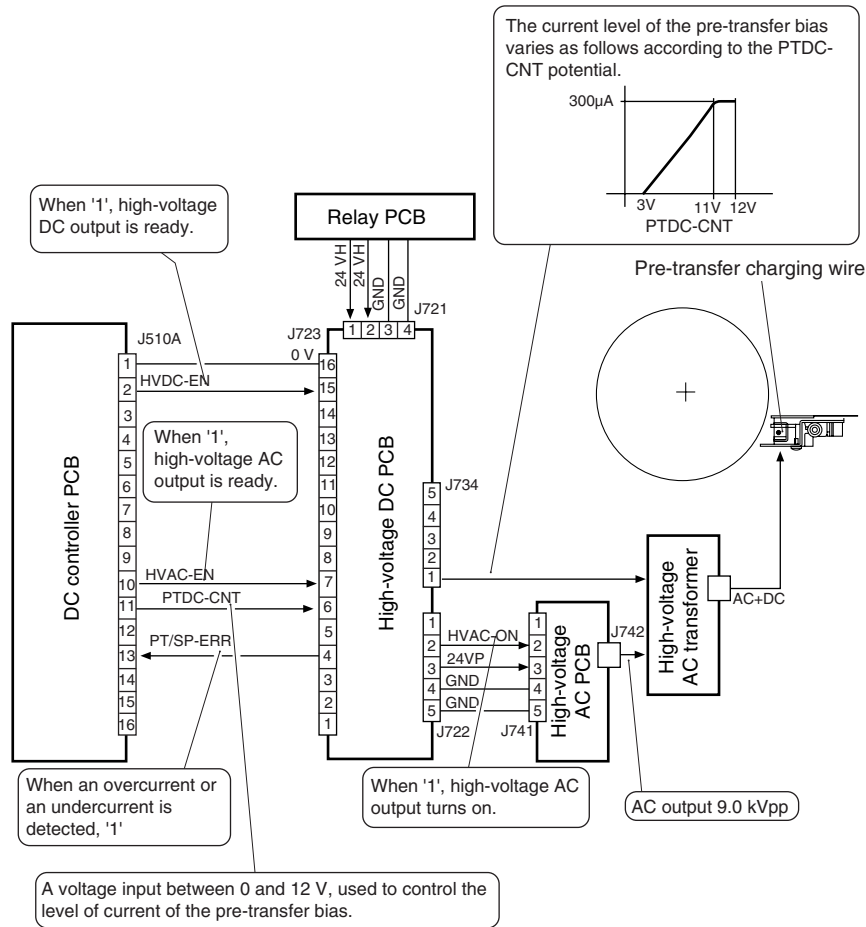 The current level of the pre-transfer bias
varies as follows according to the PTDC-
CNT potential.
300µA
3V
11V
12V
PTDC-CNT
When '1', high-voltage
DC output is ready.
Relay PCB
24 VH
24 VH
GND
GND
J721
1
2
3
4
Pre-transfer charging wire
DC controller PCB
J510A
1
2
3
4
5
6
7
8
9
10
11
12
13
14
15
16
HVDC-EN
When '1',
high-voltage AC
output is ready.
HVAC-EN
PTDC-CNT
PT/SP-ERR
J723
0 V
16
15
14
13
12
11
10
9
8
7
6
5
4
3
2
1
High-voltage DC PCB
J734
5
4
3
2
1
1
2
3
4
5
J722
HVAC-ON
24VP
GND
GND
1
2
3
4
5
J741
High-voltage
AC PCB
J742
High-voltage
AC transformer
AC+DC
When an overcurrent or
an undercurrent is
detected, '1'
When '1', high-voltage AC
output turns on.
AC output 9.0 kVpp
A voltage input between 0 and 12 V, used to control the
level of current of the pre-transfer bias.